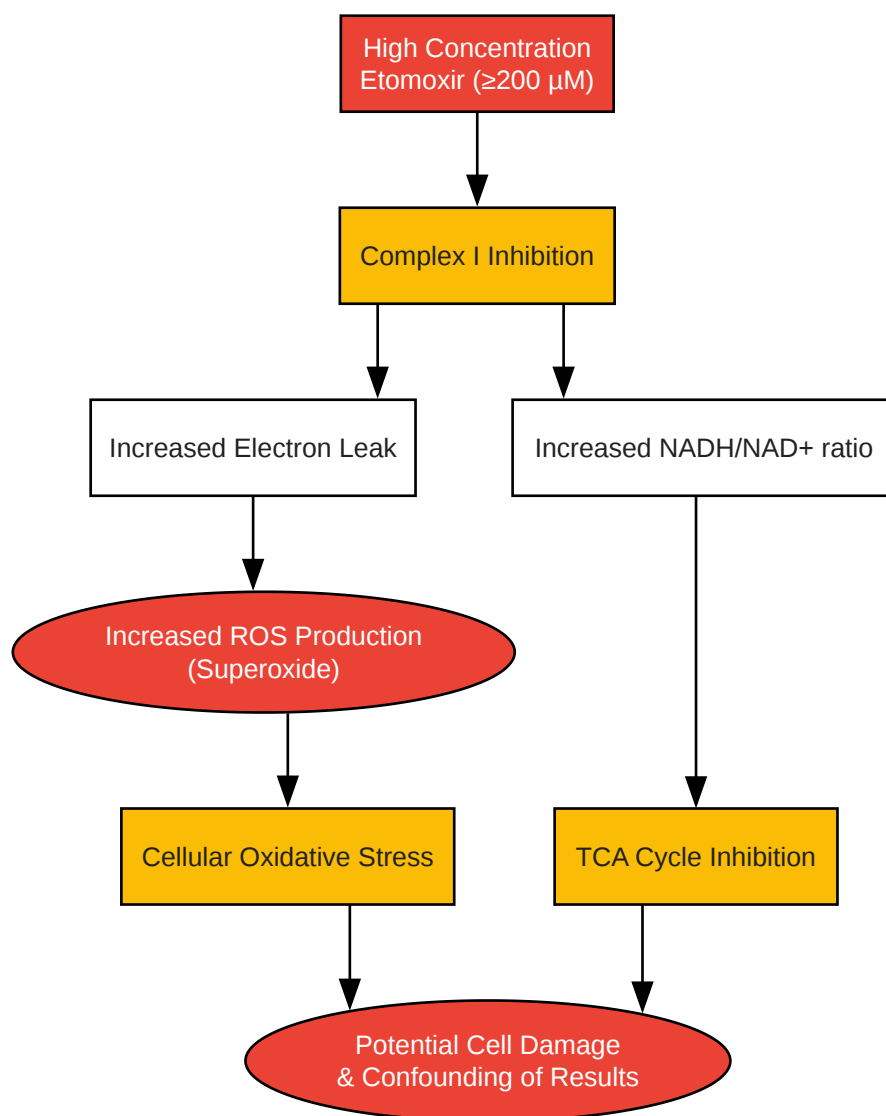 High Concentration
Etomoxir (≥200 µM)
Complex I Inhibition
Increased Electron Leak
Increased NADH/NAD+ ratio
Increased ROS Production
(Superoxide)
Cellular Oxidative Stress
TCA Cycle Inhibition
Potential Cell Damage
& Confounding of Results